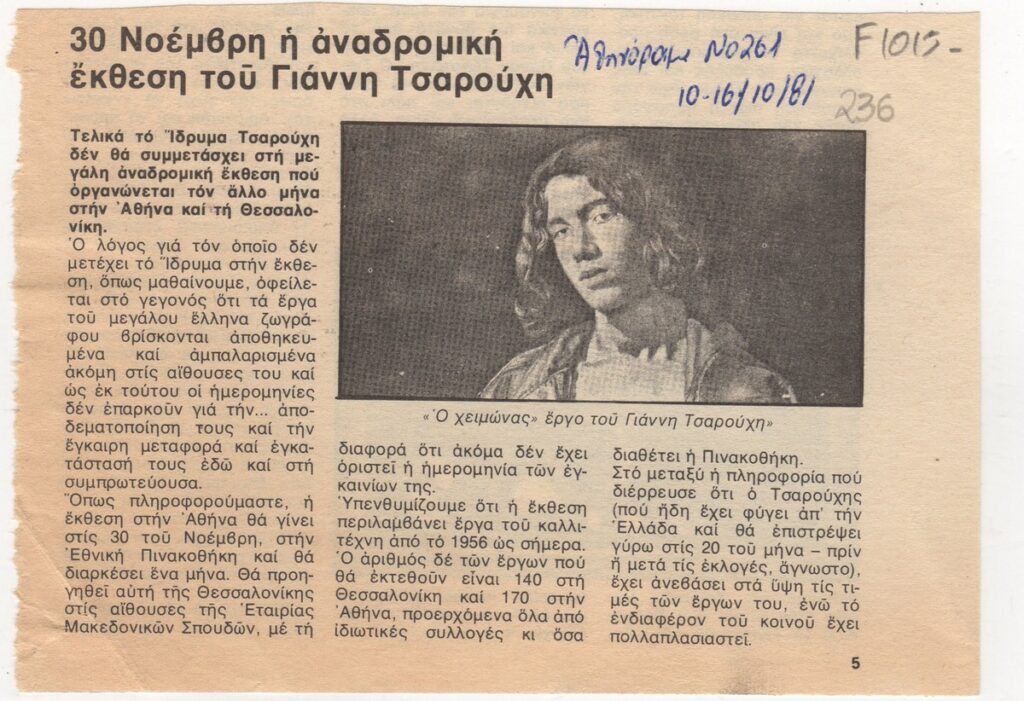 30 Νοέμβρη ἡ ἀναδρομική
ἔκθεση τοῦ Γιάννη Τσαρούχη
Ἀθηνόραμα Νο261
10-16/10/81
F1015-
236
Τελικά τό Ἵδρυμα Τσαρούχη
δέν θά συμμετάσχει στή με-
γάλη ἀναδρομική ἔκθεση πού
ὀργανώνεται τόν ἄλλο μήνα
στήν Ἀθήνα καί τή Θεσσαλο-
νίκη.
Ὁ λόγος γιά τόν ὁποῖο δέν
μετέχει τό Ἵδρυμα στήν ἔκθε-
ση, ὅπως μαθαίνουμε, ὀφείλε-
ται στό γεγονός ὅτι τά ἔργα
τοῦ μεγάλου ἕλληνα ζωγρά-
φου βρίσκονται ἀποθηκευ-
μένα καί ἀμπαλαρισμένα
ἀκόμη στίς αἴθουσες του καί
ὡς ἐκ τούτου οἱ ἡμερομηνίες
δέν ἐπαρκοῦν γιά τήν... ἀπο-
δεματοποίηση τους καί τήν
ἔγκαιρη μεταφορά καί ἐγκα-
τάστασή τους ἐδῶ καί στή
συμπρωτεύουσα.
Ὅπως πληροφορούμαστε, ἡ
ἔκθεση στήν Ἀθήνα θά γίνει
στίς 30 τοῦ Νοέμβρη, στήν
Ἐθνική Πινακοθήκη καί θά
διαρκέσει ἕνα μήνα. Θά προη-
γηθεῖ αὐτή τῆς Θεσσαλονίκης
στίς αἴθουσες τῆς Ἑταιρίας
Μακεδονικῶν Σπουδῶν, μέ τή
«Ὁ χειμώνας» ἔργο τοῦ Γιάννη Τσαρούχη»
διαφορά ὅτι ἀκόμα δέν ἔχει
ὁριστεῖ ἡ ἡμερομηνία τῶν ἐγ-
καινίων της.
Ὑπενθυμίζουμε ὅτι ἡ ἔκθεση
περιλαμβάνει ἔργα τοῦ καλλι-
τέχνη ἀπό τό 1956 ὡς σήμερα.
Ὁ ἀριθμός δέ τῶν ἔργων πού
θά ἐκτεθοῦν εἶναι 140 στή
Θεσσαλονίκη καί 170 στήν
Ἀθήνα, προερχόμενα ὅλα ἀπό
ἰδιωτικές συλλογές κι ὅσα
διαθέτει ἡ Πινακοθήκη.
Στό μεταξύ ἡ πληροφορία πού
διέρρευσε ὅτι ὁ Τσαρούχης
(πού ἤδη ἔχει φύγει ἀπ' τήν
Ἑλλάδα καί θά ἐπιστρέψει
γύρω στίς 20 τοῦ μήνα – πρίν
ἤ μετά τίς ἐκλογές, ἄγνωστο),
ἔχει ἀνεβάσει στά ὕψη τίς τι-
μές τῶν ἔργων του, ἐνῶ τό
ἐνδιαφέρον τοῦ κοινοῦ ἔχει
πολλαπλασιαστεῖ.
5